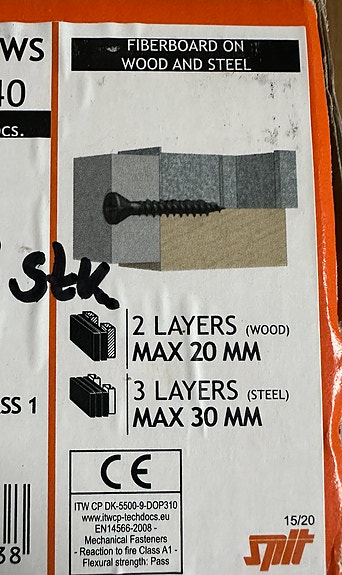 WS
40
CS.
FIBERBOARD ON
WOOD AND STEEL
Stk.
2 LAYERS (WOOD)
MAX 20 MM
3 LAYERS (STEEL)
MAX 30 MM
SS 1
CE
ITW CP DK-5500-9-DOP310
www.itwcp-techdocs.eu
EN14566-2008 -
Mechanical Fasteners
- Reaction to fire Class A1 -
Flexural strength: Pass
38
15/20
spit